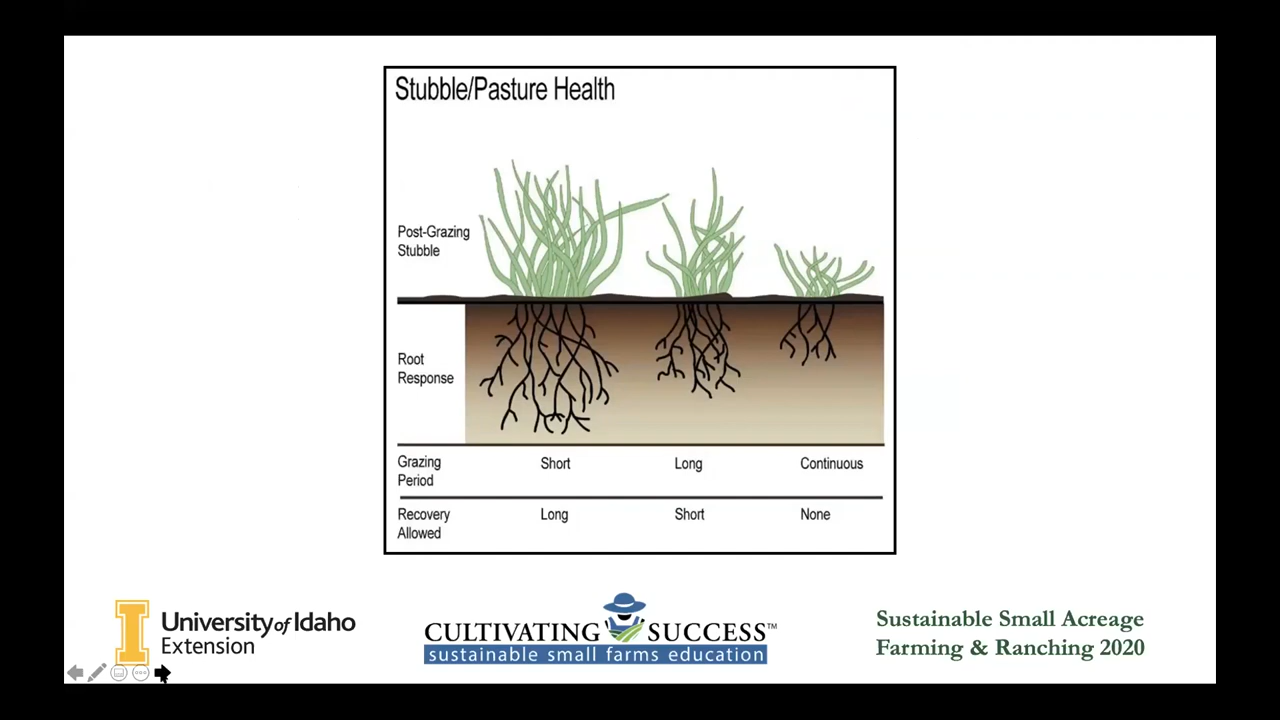 Stubble/Pasture Health
Post-Grazing
Stubble
Root
Response
Grazing
Period
Short
Long
Continuous
Recovery
Allowed
Long
Short
None
I
University of Idaho
Extension
CULTIVATING SUCCESS™
sustainable small farms education
Sustainable Small Acreage
Farming & Ranching 2020